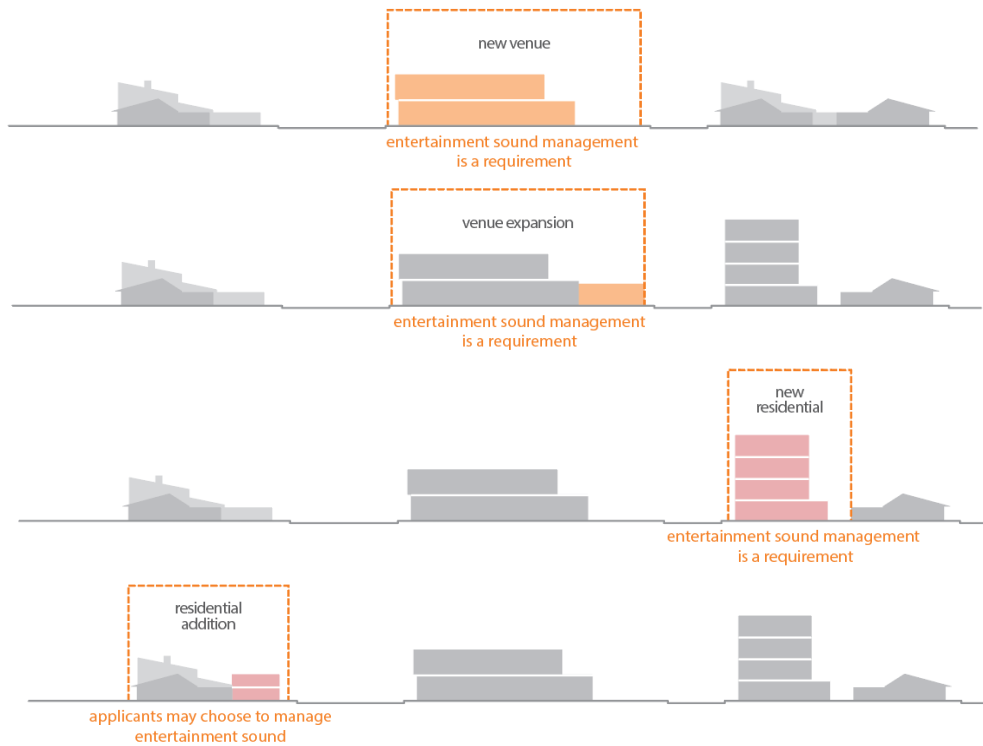 new venue
entertainment sound management
is a requirement
venue expansion
entertainment sound management
is a requirement
new
residential
entertainment sound management
is a requirement
residential
addition
applicants may choose to manage
entertainment sound